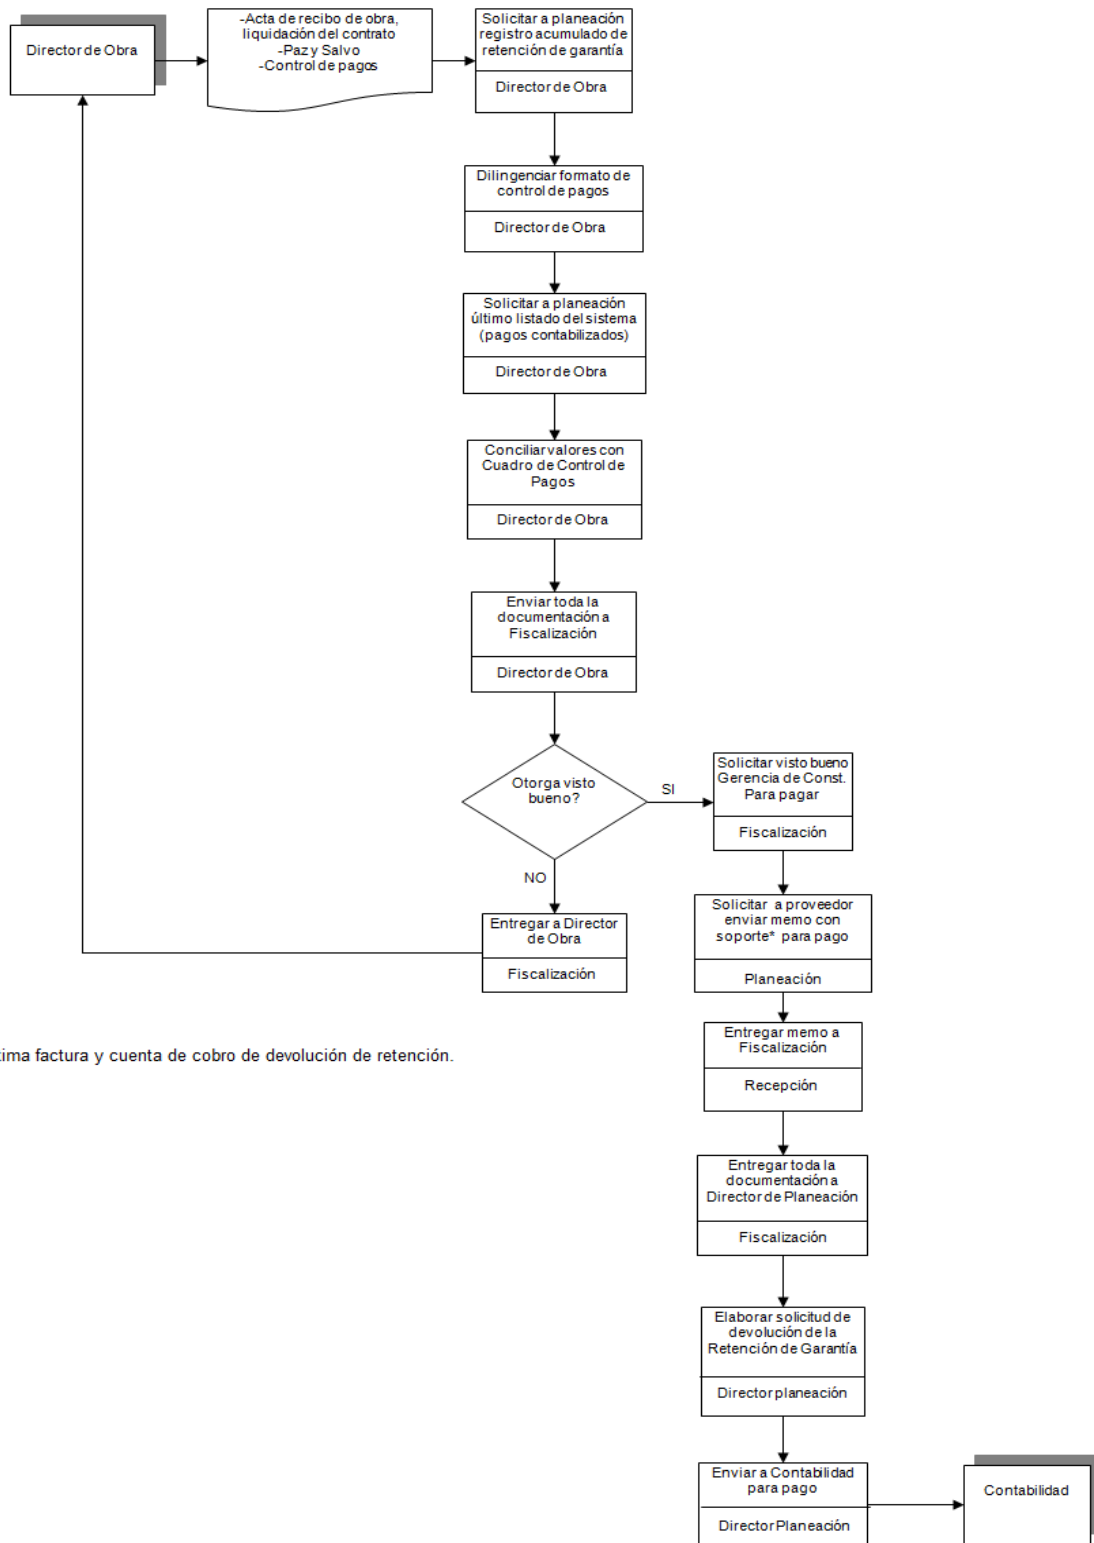 Director de Obra
-Acta de recibo de obra,
liquidación del contrato
-Paz y Salvo
-Control de pagos
Solicitar a planeación
registro acumulado de
retención de garantía
Director de Obra
Dilingenciar formato de
control de pagos
Director de Obra
Solicitar a planeación
último listado del sistema
(pagos contabilizados)
Director de Obra
Conciliar valores con
Cuadro de Control de
Pagos
Director de Obra
Enviar toda la
documentación a
Fiscalización
Director de Obra
Otorga visto
bueno?
SI
Solicitar visto bueno
Gerencia de Const.
Para pagar
Fiscalización
NO
Entregar a Director
de Obra
Fiscalización
Solicitar a proveedor
enviar memo con
soporte* para pago
Planeación
Entregar memo a
Fiscalización
Recepción
factura y cuenta de cobro de devolución de retención.
Entregar toda la
documentación a
Director de Planeación
Fiscalización
Elaborar solicitud de
devolución de la
Retención de Garantía
Director planeación
Enviar a Contabilidad
para pago
Director Planeación
Contabilidad